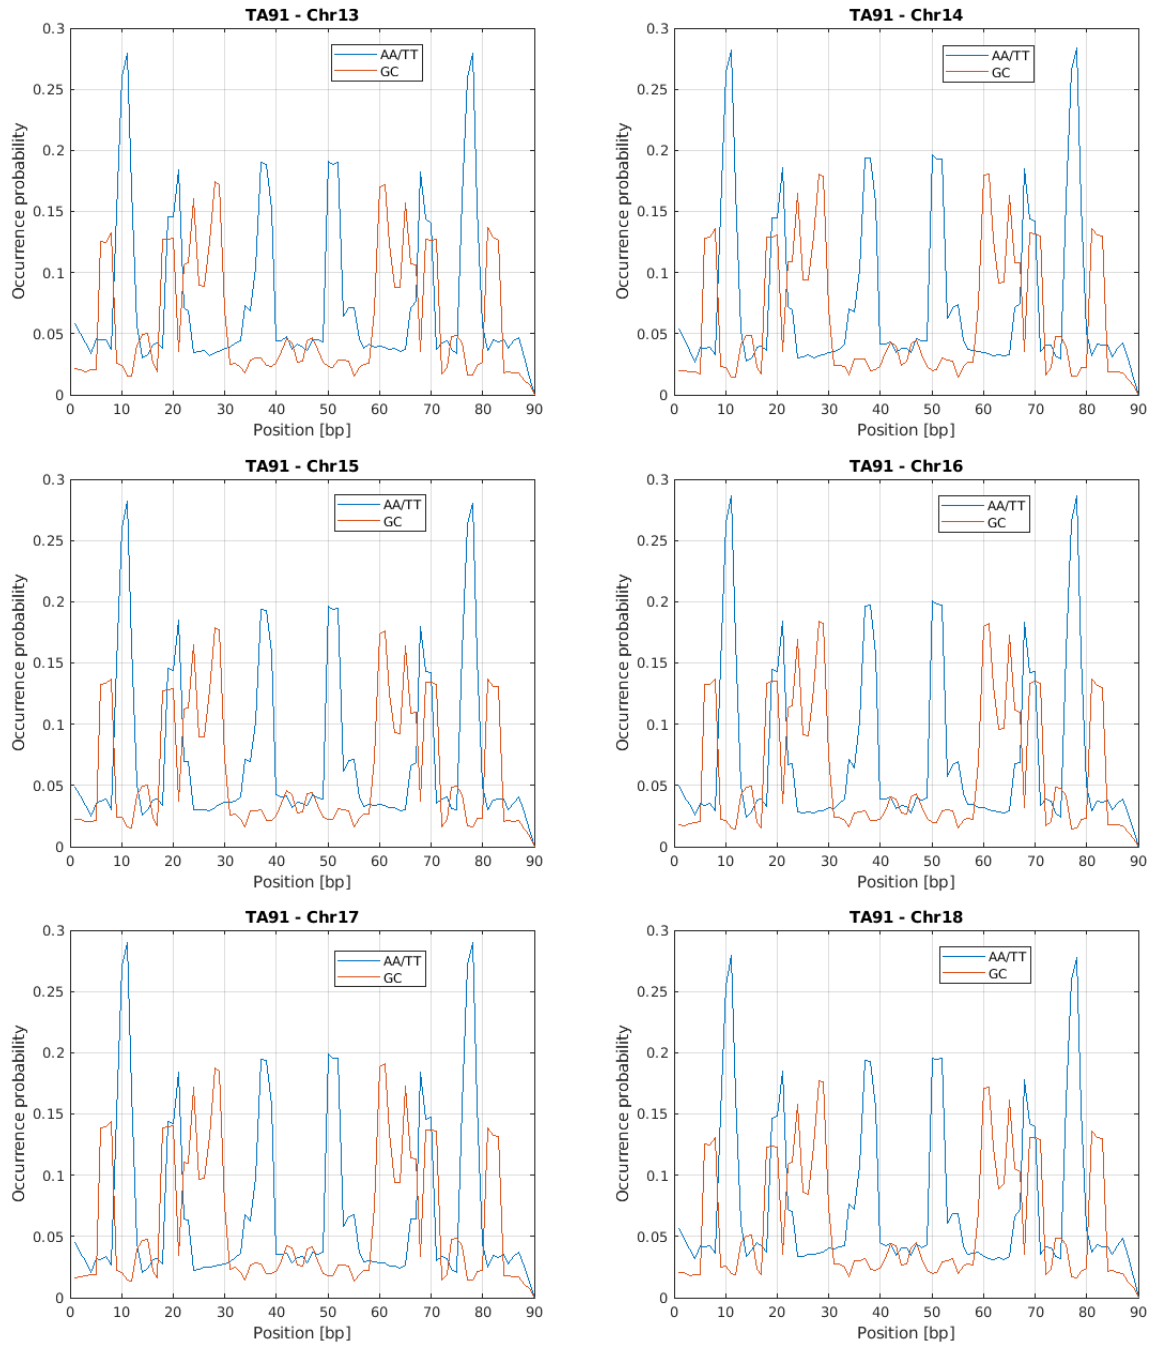 TA91 - Chr13
0.3
0.25
0.2
0.15
0.1
0.05
0
Occurrence probability
AA/TT
GC
0 10 20 30 40 50 60 70 80 90
Position [bp]
TA91 - Chr14
0.3
0.25
0.2
0.15
0.1
0.05
0
Occurrence probability
AA/TT
GC
0 10 20 30 40 50 60 70 80 90
Position [bp]
TA91 - Chr15
0.3
0.25
0.2
0.15
0.1
0.05
0
Occurrence probability
AA/TT
GC
0 10 20 30 40 50 60 70 80 90
Position [bp]
TA91 - Chr16
0.3
0.25
0.2
0.15
0.1
0.05
0
Occurrence probability
AA/TT
GC
0 10 20 30 40 50 60 70 80 90
Position [bp]
TA91 - Chr17
0.3
0.25
0.2
0.15
0.1
0.05
0
Occurrence probability
AA/TT
GC
0 10 20 30 40 50 60 70 80 90
Position [bp]
TA91 - Chr18
0.3
0.25
0.2
0.15
0.1
0.05
0
Occurrence probability
AA/TT
GC
0 10 20 30 40 50 60 70 80 90
Position [bp]